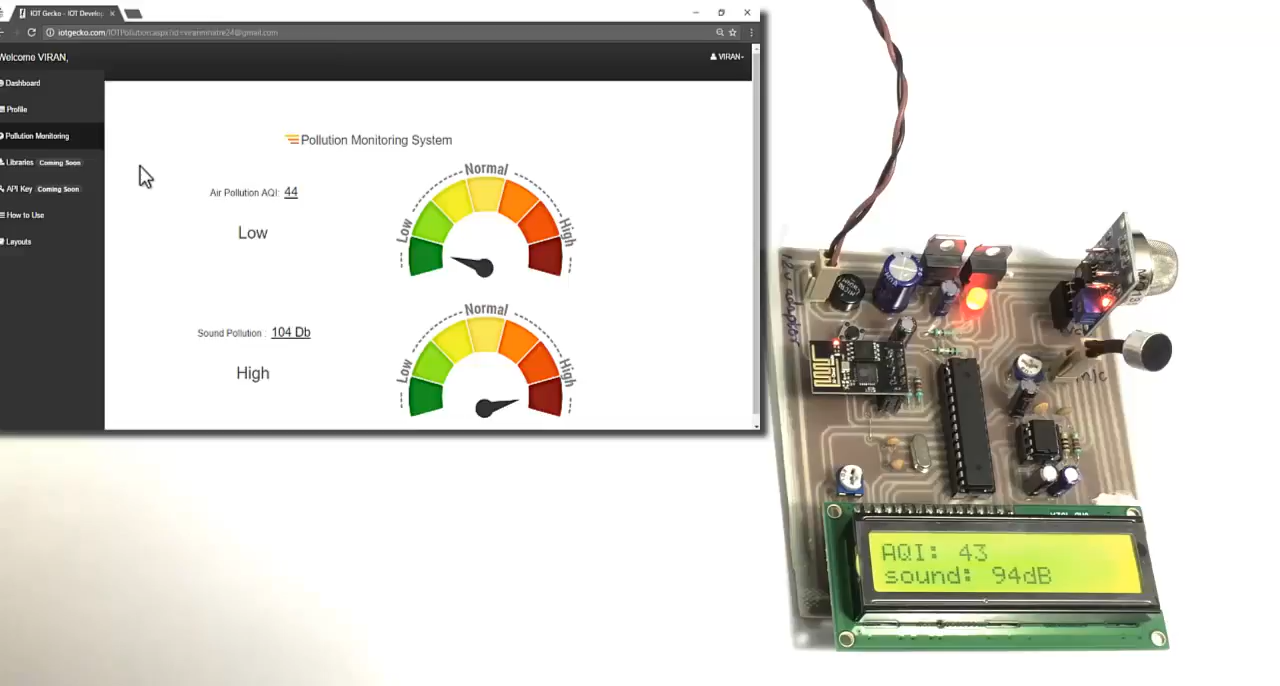 IOT Gecko - IOT Develop
iotgecko.com/IOTPollution.aspx?id=viranmhatre24@gmail.com
Welcome VIRAN,
VIRAN
Dashboard
Profile
Pollution Monitoring
Libraries Coming Soon
API Key Coming Soon
How to Use
Layouts
Pollution Monitoring System
Air Pollution AQI: 44
Low
Low
Normal
High
Sound Pollution : 104 Db
High
Low
Normal
High
12v adaptor
n/c
AQI: 43
sound: 94dB